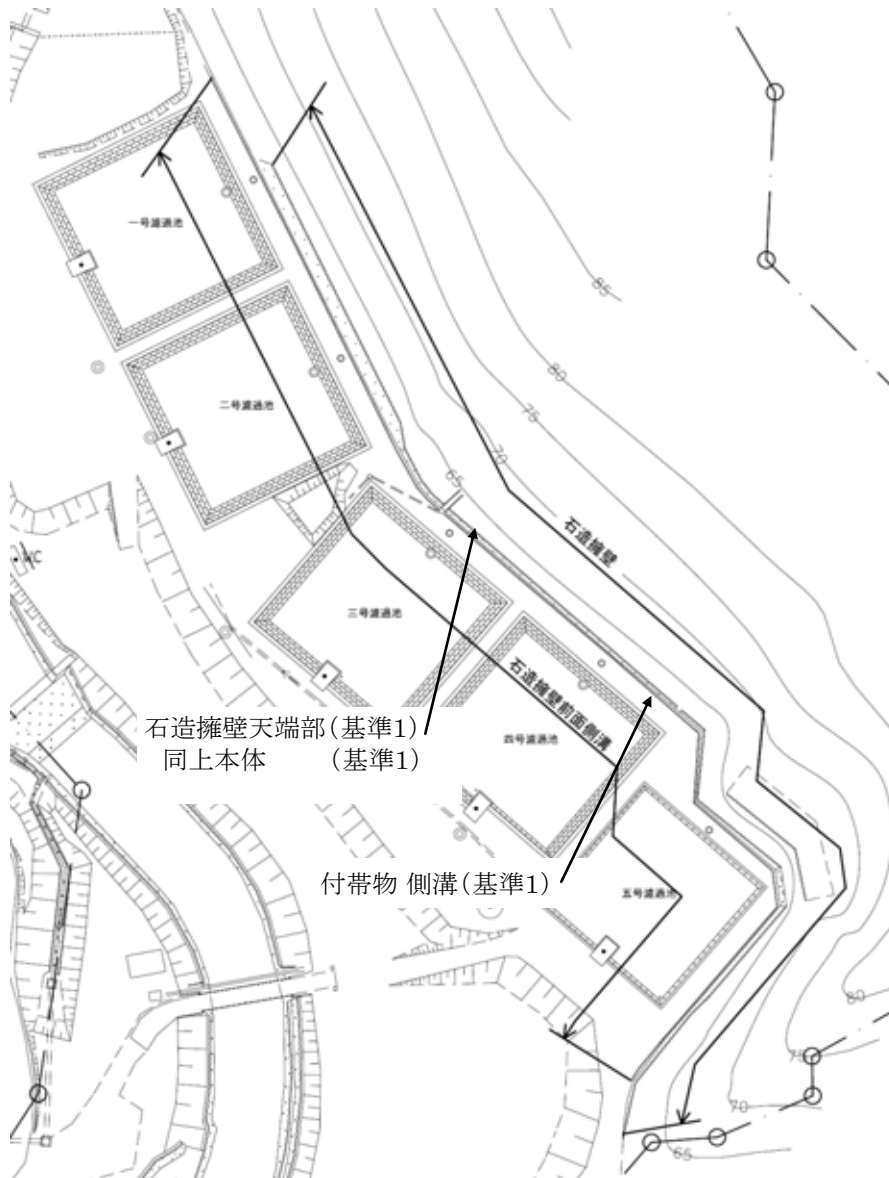 一号濾過池
二号濾過池
三号濾過池
四号濾過池
五号濾過池
石造擁壁
石造擁壁前面側溝
石造擁壁天端部(基準1)
同上本体 (基準1)
付帯物 側溝(基準1)
85
80
75
70
65
80
75
70
65